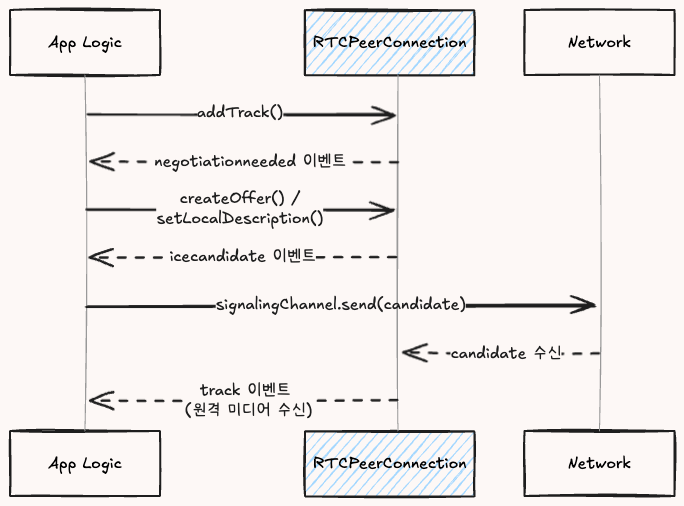 App Logic
RTCPeerConnection
Network
addTrack()
negotiationneeded 이벤트
createOffer() /
setLocalDescription()
icecandidate 이벤트
signalingChannel.send(candidate)
candidate 수신
track 이벤트
(원격 미디어 수신)
App Logic
RTCPeerConnection
Network